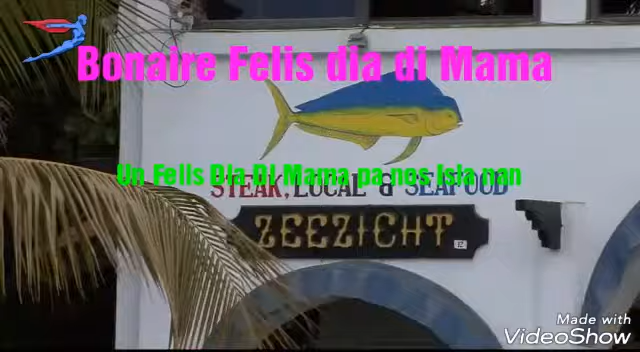 Bonaire Felis dia di Mama
Un Felis Dia Di Mama pa nos isla nan
STEAK, LOCAL & SEAFOOD
ZEEZICHT
Made with
VideoShow